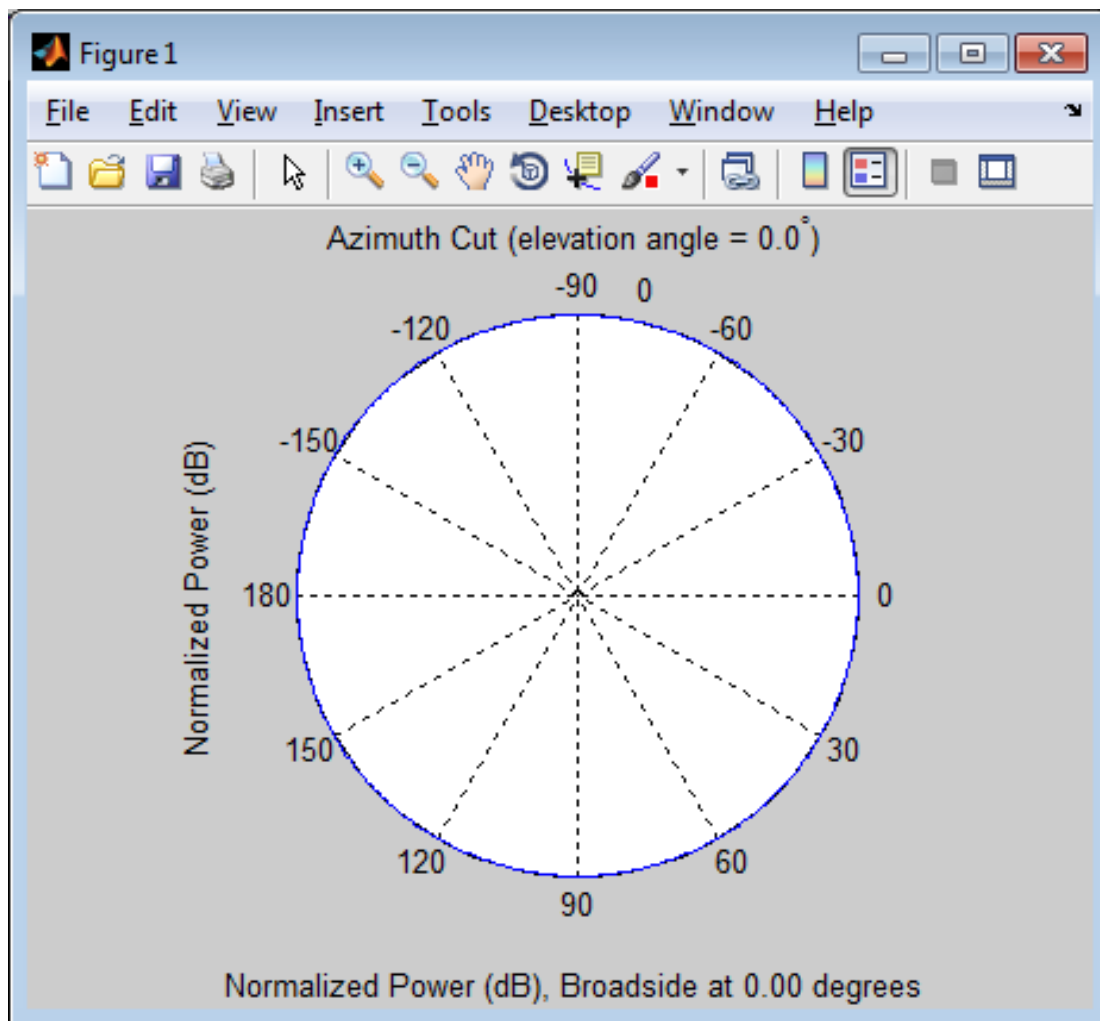 Figure 1
File Edit View Insert Tools Desktop Window Help
Azimuth Cut (elevation angle = 0.0°)
-90 0
-120 -60
-150 -30
Normalized Power (dB)
180 0
150 30
120 60
90
Normalized Power (dB), Broadside at 0.00 degrees